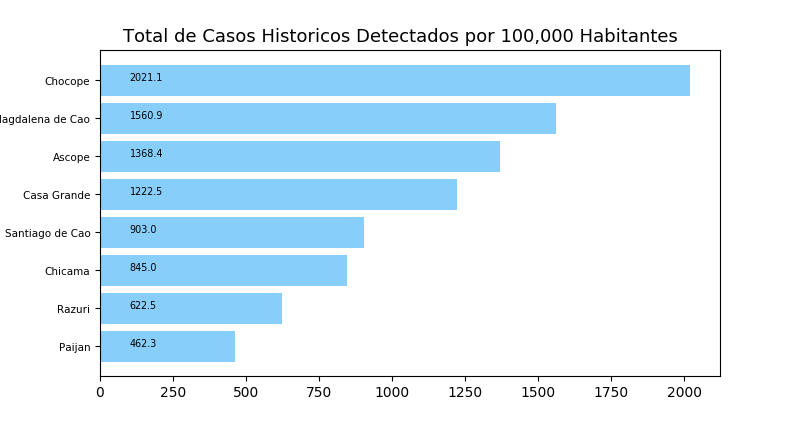 Total de Casos Historicos Detectados por 100,000 Habitantes
Chocope 2021.1
agdalena de Cao 1560.9
Ascope 1368.4
Casa Grande 1222.5
Santiago de Cao 903.0
Chicama 845.0
Razuri 622.5
Paijan 462.3
0 250 500 750 1000 1250 1500 1750 2000